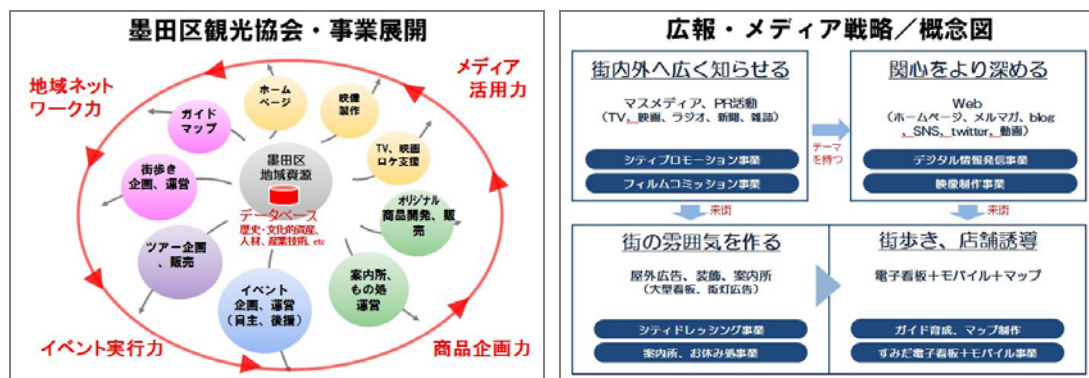 墨田区観光協会・事業展開
地域ネット
ワーク力
メディア
活用力
ホーム
ページ
映像
製作
ガイド
マップ
TV、映画
ロケ支援
街歩き
企画、運営
墨田区
地域資源
データベース
歴史・文化的資産、
人材、産業技術、etc
オリジナル
商品開発、販
売
ツアー企画
、販売
イベント
企画、運営
(自主、後援)
案内所、
もの処
運営
イベント実行力
商品企画力
広報・メディア戦略／概念図
街内外へ広く知らせる
マスメディア、PR活動
(TV、映画、ラジオ、新聞、雑誌)
シティプロモーション事業
フィルムコミッション事業
テーマ
を持つ
関心をより深める
Web
(ホームページ、メルマガ、blog
、SNS、twitter、動画)
デジタル情報発信事業
映像制作事業
来街
来街
街の雰囲気を作る
屋外広告、装飾、案内所
(大型看板、街灯広告)
シティドレッシング事業
案内所、お休み処事業
街歩き、店舗誘導
電子看板＋モバイル＋マップ
ガイド育成、マップ制作
すみだ電子看板＋モバイル事業